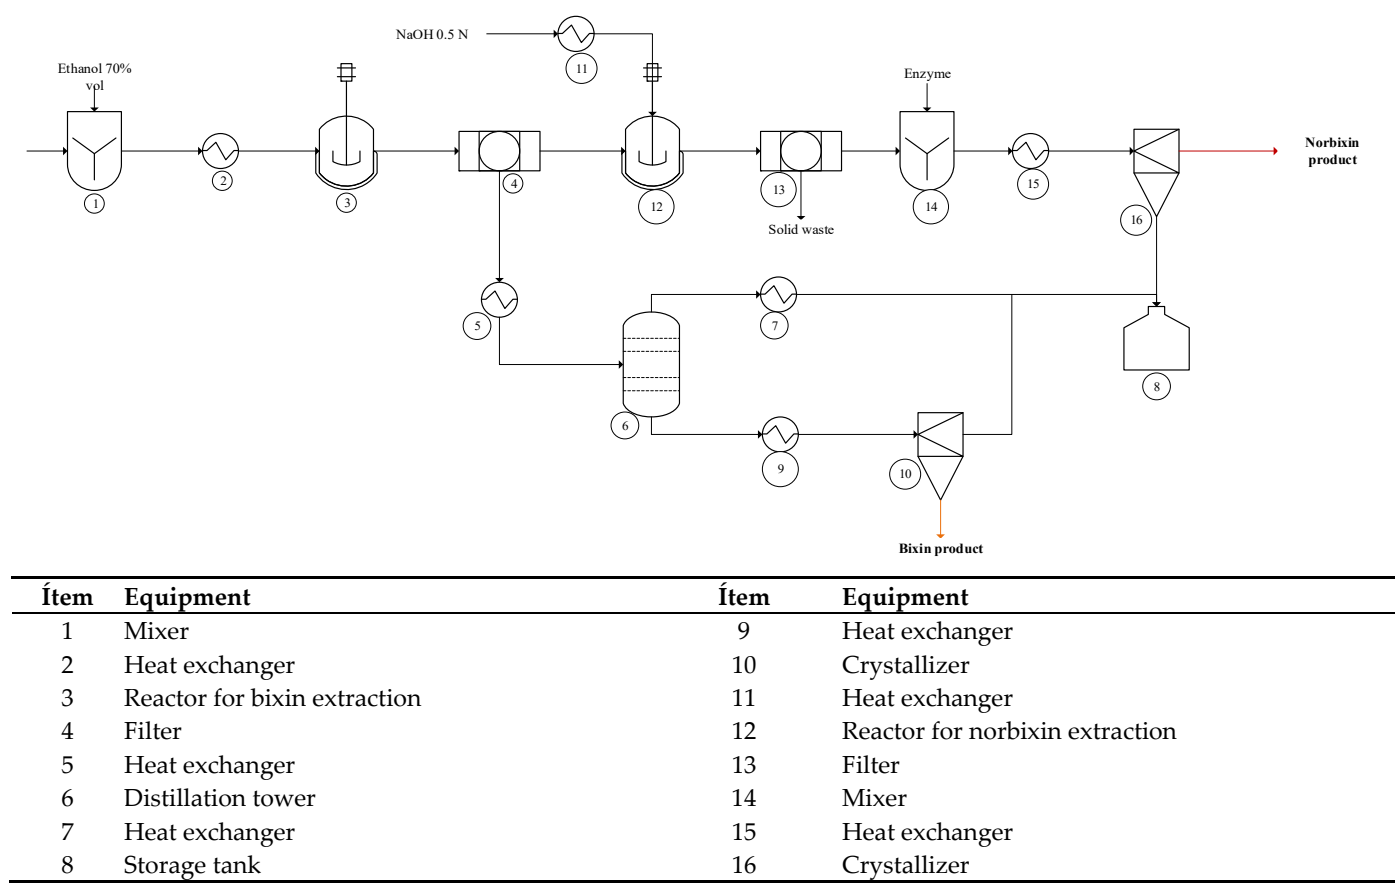 NaOH 0.5 N
11
Ethanol 70%
vol
Enzyme
Norbixin
product
1
2
3
4
12
13
14
15
16
Solid waste
5
7
8
6
9
10
Bixin product
Ítem Equipment Ítem Equipment
1 Mixer 9 Heat exchanger
2 Heat exchanger 10 Crystallizer
3 Reactor for bixin extraction 11 Heat exchanger
4 Filter 12 Reactor for norbixin extraction
5 Heat exchanger 13 Filter
6 Distillation tower 14 Mixer
7 Heat exchanger 15 Heat exchanger
8 Storage tank 16 Crystallizer